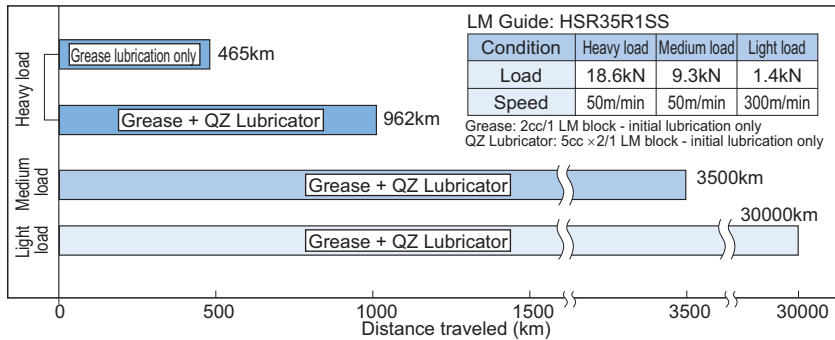 LM Guide: HSR35R1SS
Condition Heavy load Medium load Light load
Load 18.6kN 9.3kN 1.4kN
Speed 50m/min 50m/min 300m/min
Grease: 2cc/1 LM block - initial lubrication only
QZ Lubricator: 5cc ×2/1 LM block - initial lubrication only
Heavy load
Grease lubrication only 465km
Grease + QZ Lubricator 962km
Medium
load
Grease + QZ Lubricator 3500km
Light
load
Grease + QZ Lubricator 30000km
0 500 1000 1500 3500 30000
Distance traveled (km)